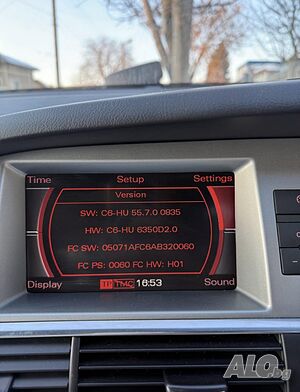 Time Setup Settings
Version
SW: C6-HU 55.7.0 0835
HW: C6-HU 6350D2.0
FC SW: 05071AFC6AB320060
FC PS: 0060 FC HW: H01
Display TP TMC 16:53 Sound
ALO.bg